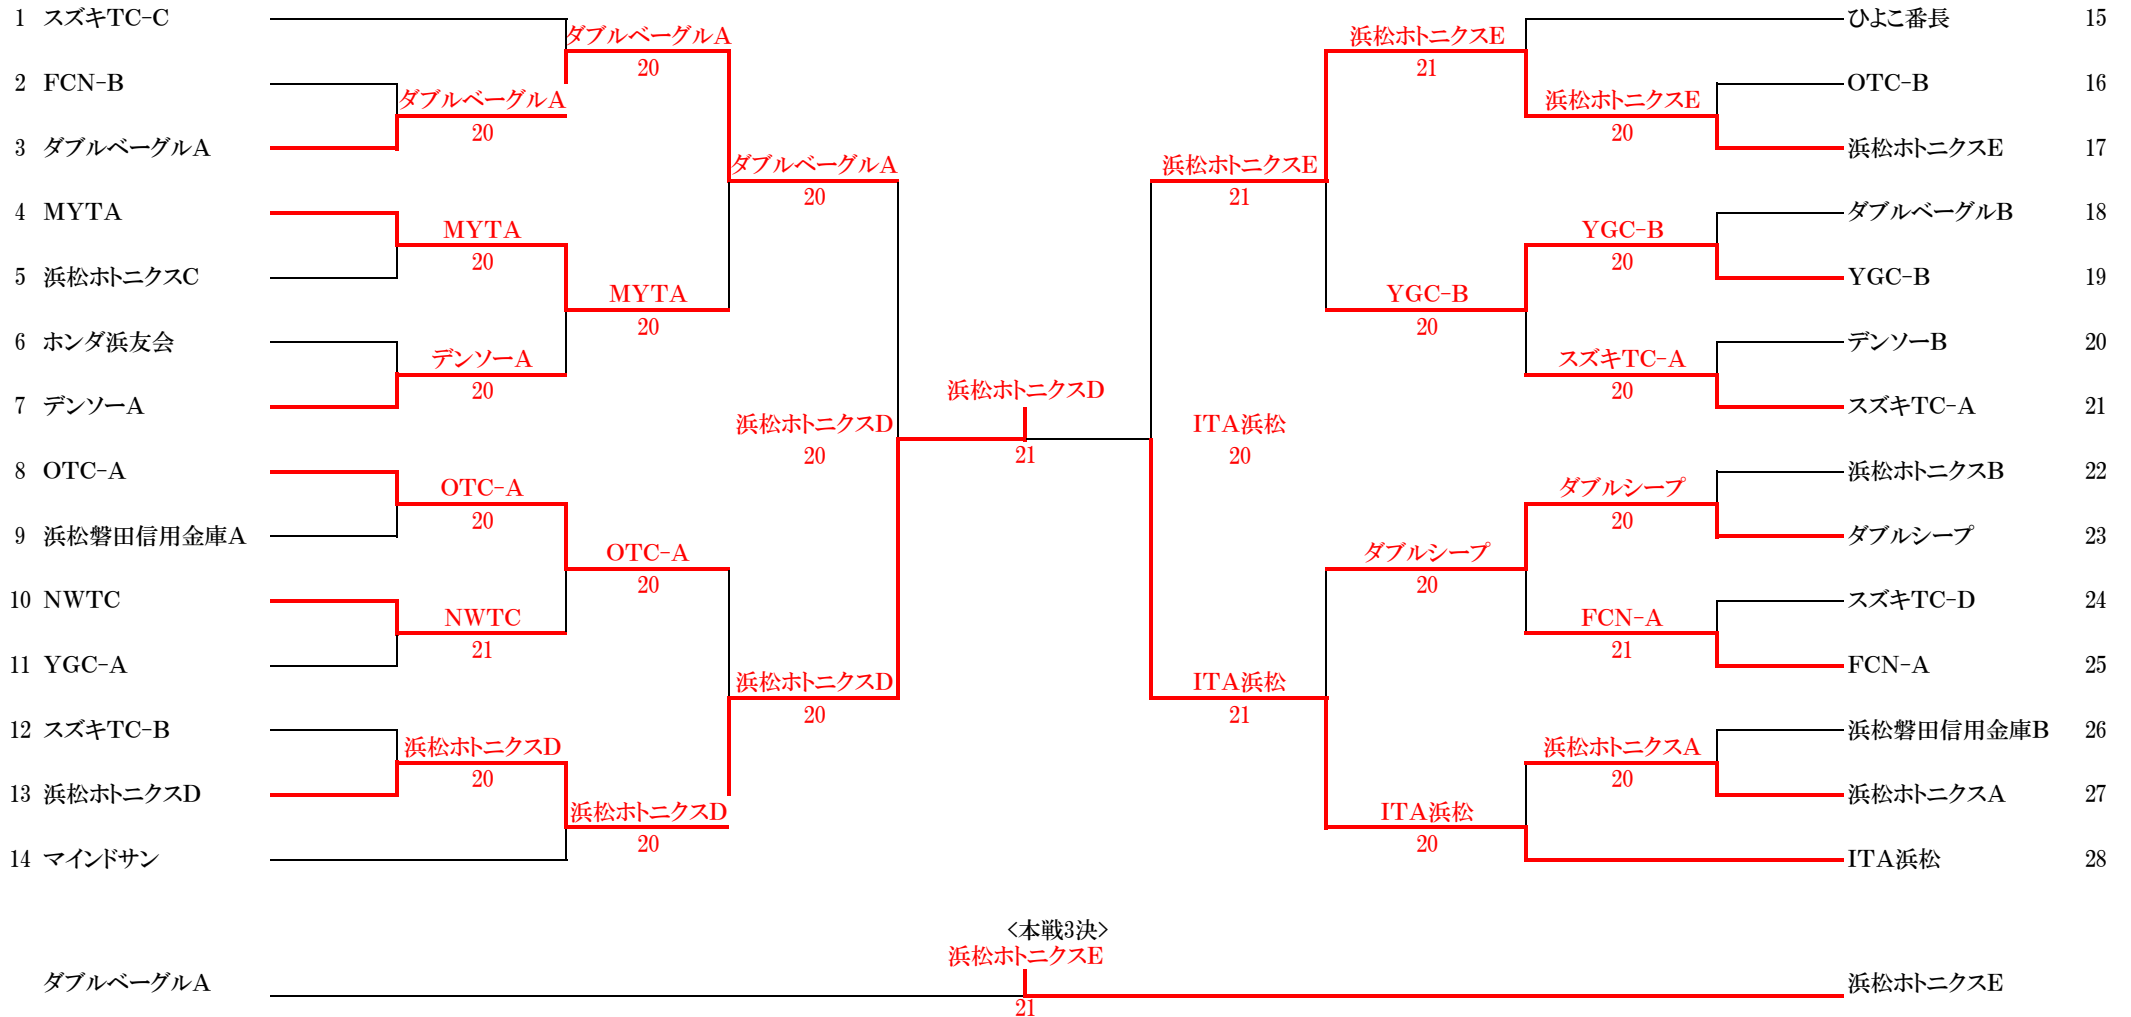 1 スズキTC-C
ダブルベーグルA
20
2 FCN-B
ダブルベーグルA
20
3 ダブルベーグルA
ダブルベーグルA
20
4 MYTA
MYTA
20
5 浜松ホトニクスC
MYTA
20
6 ホンダ浜友会
デンソーA
20
7 デンソーA
浜松ホトニクスD
20
8 OTC-A
OTC-A
20
9 浜松磐田信用金庫A
OTC-A
20
10 NWTC
NWTC
21
11 YGC-A
浜松ホトニクスD
20
12 スズキTC-B
浜松ホトニクスD
20
13 浜松ホトニクスD
浜松ホトニクスD
20
14 マインドサン
浜松ホトニクスD
21
ひよこ番長 15
浜松ホトニクスE
21
OTC-B 16
浜松ホトニクスE
20
浜松ホトニクスE 17
浜松ホトニクスE
21
ダブルベーグルB 18
YGC-B
20
YGC-B 19
YGC-B
20
デンソーB 20
スズキTC-A
20
スズキTC-A 21
ITA浜松
20
浜松ホトニクスB 22
ダブルシープ
20
ダブルシープ 23
ダブルシープ
20
スズキTC-D 24
FCN-A
21
FCN-A 25
ITA浜松
21
浜松磐田信用金庫B 26
浜松ホトニクスA
20
浜松ホトニクスA 27
ITA浜松
20
ITA浜松 28
<本戦3決>
浜松ホトニクスE
ダブルベーグルA
浜松ホトニクスE
21